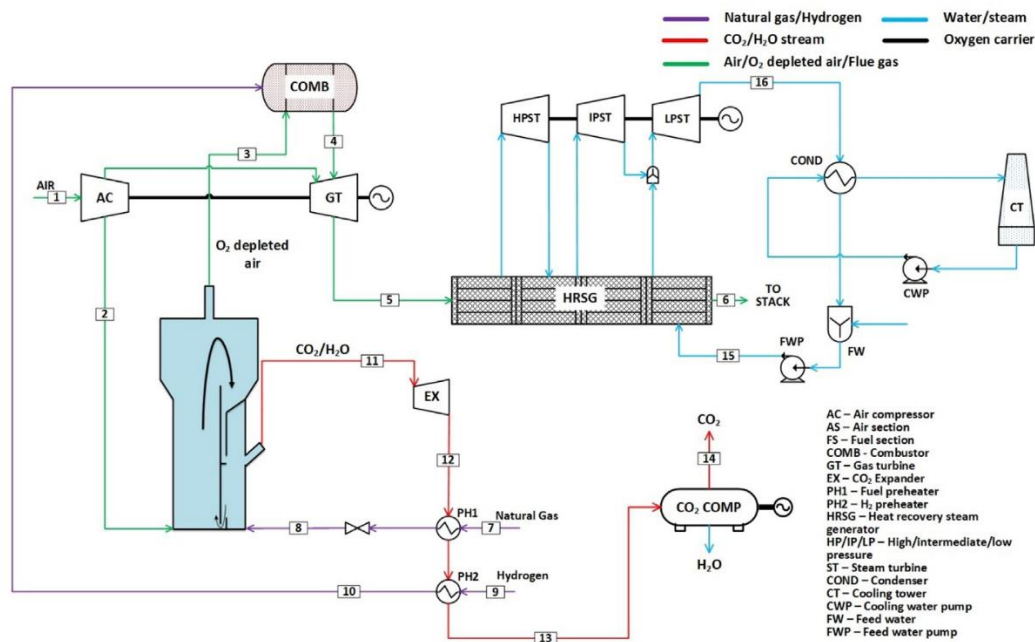 Natural gas/Hydrogen
Water/steam
CO₂/H₂O stream
Oxygen carrier
Air/O₂ depleted air/Flue gas
COMB
3
4
AIR
1
AC
GT
O₂ depleted
air
2
5
HPST
IPST
LPST
16
COND
CT
CWP
HRSG
6
TO
STACK
15
FWP
FW
CO₂/H₂O
11
EX
12
PH1
Natural Gas
8
7
PH2
Hydrogen
10
9
13
CO₂
14
CO₂ COMP
H₂O
AC – Air compressor
AS – Air section
FS – Fuel section
COMB - Combustor
GT – Gas turbine
EX – CO₂ Expander
PH1 – Fuel preheater
PH2 – H₂ preheater
HRSG – Heat recovery steam
generator
HP/IP/LP – High/intermediate/low
pressure
ST – Steam turbine
COND – Condenser
CT – Cooling tower
CWP – Cooling water pump
FW – Feed water
FWP – Feed water pump